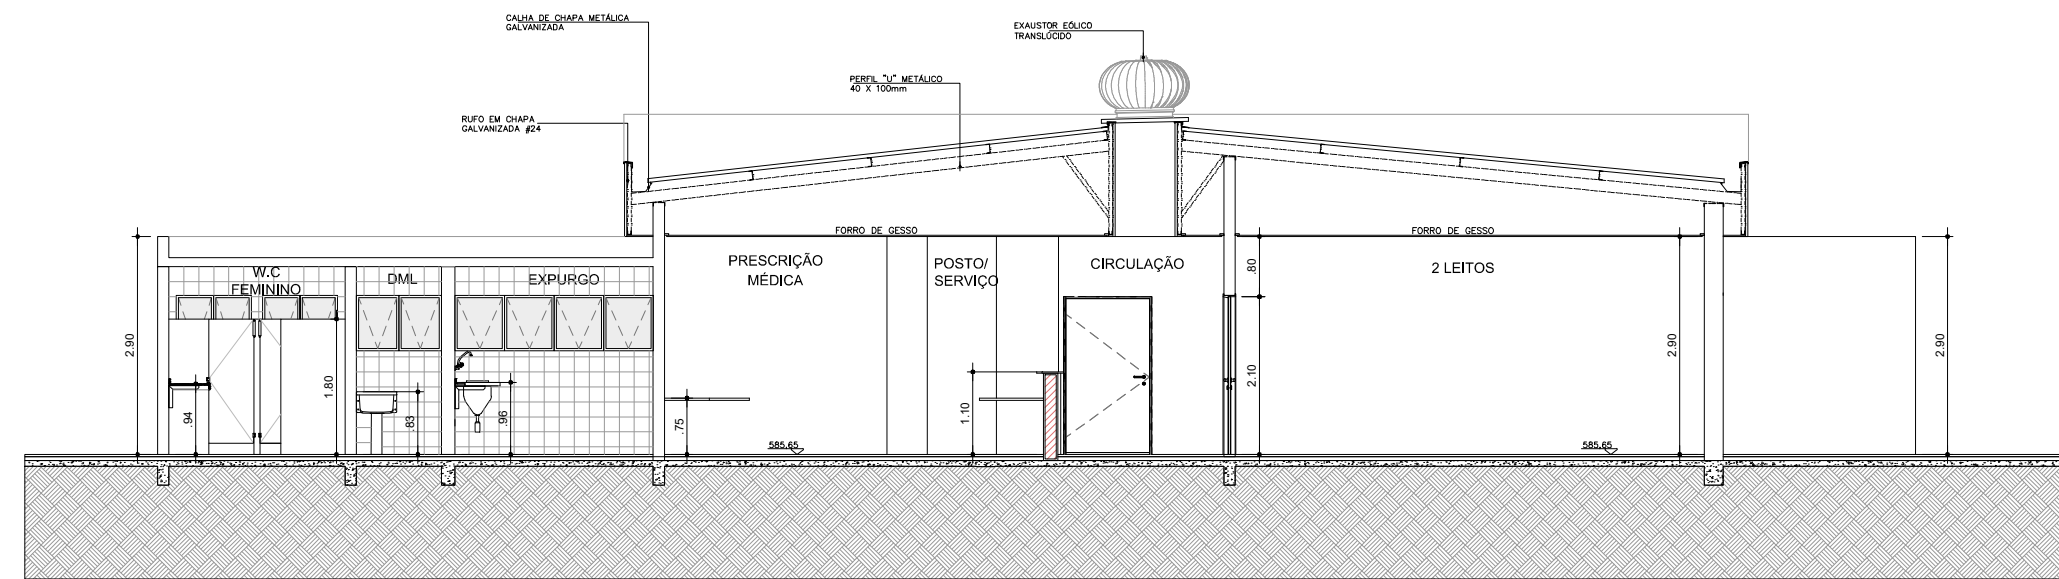 CALHA DE CHAPA METÁLICA
GALVANIZADA
EXAUSTOR EÓLICO
TRANSLÚCIDO
PERFIL "U" METÁLICO
40 X 100mm
RUFO EM CHAPA
GALVANIZADA #24
FORRO DE GESSO
FORRO DE GESSO
W.C
FEMININO
DML
EXPURGO
PRESCRIÇÃO
MÉDICA
POSTO/
SERVIÇO
CIRCULAÇÃO
2 LEITOS
2.90
.94
1.80
.83
.96
.75
1.10
.80
2.10
2.90
2.90
585.65
585.65